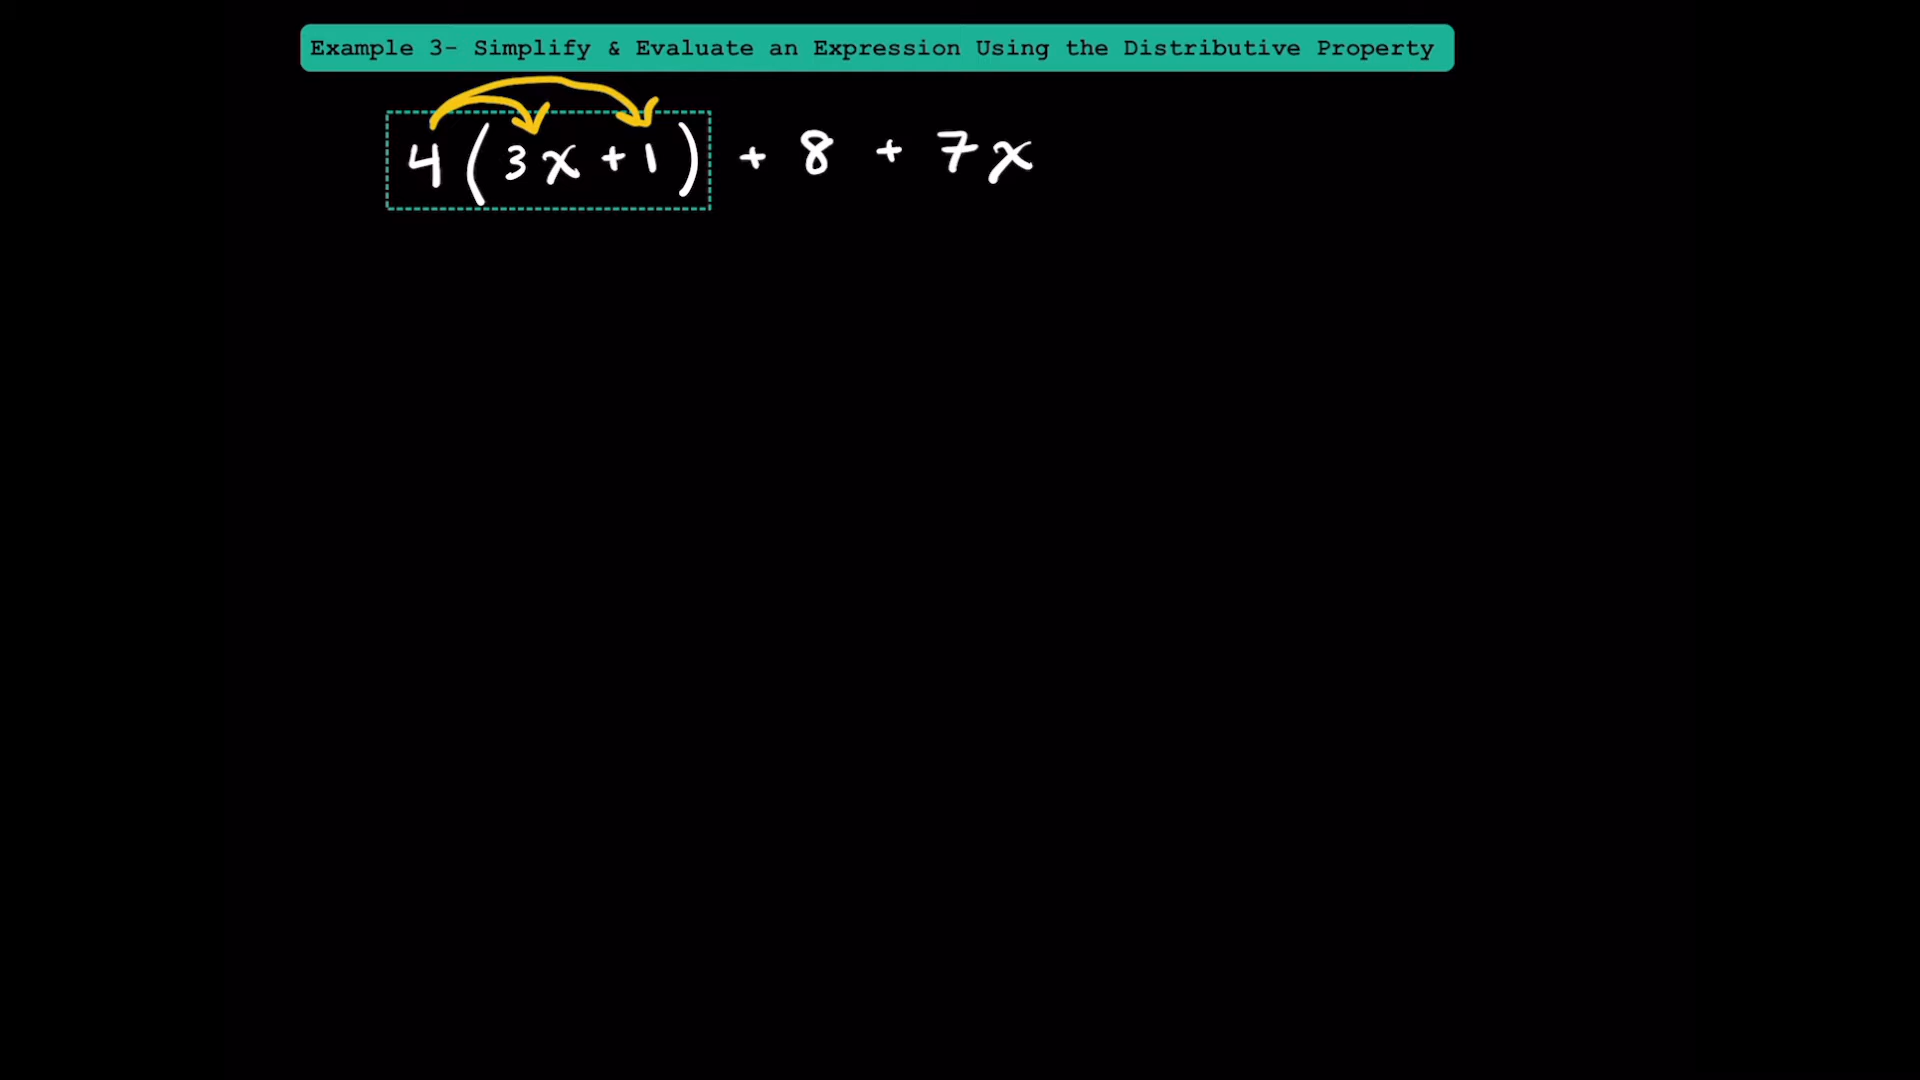 Example 3- Simplify & Evaluate an Expression Using the Distributive Property
4(3x+1) + 8 + 7x